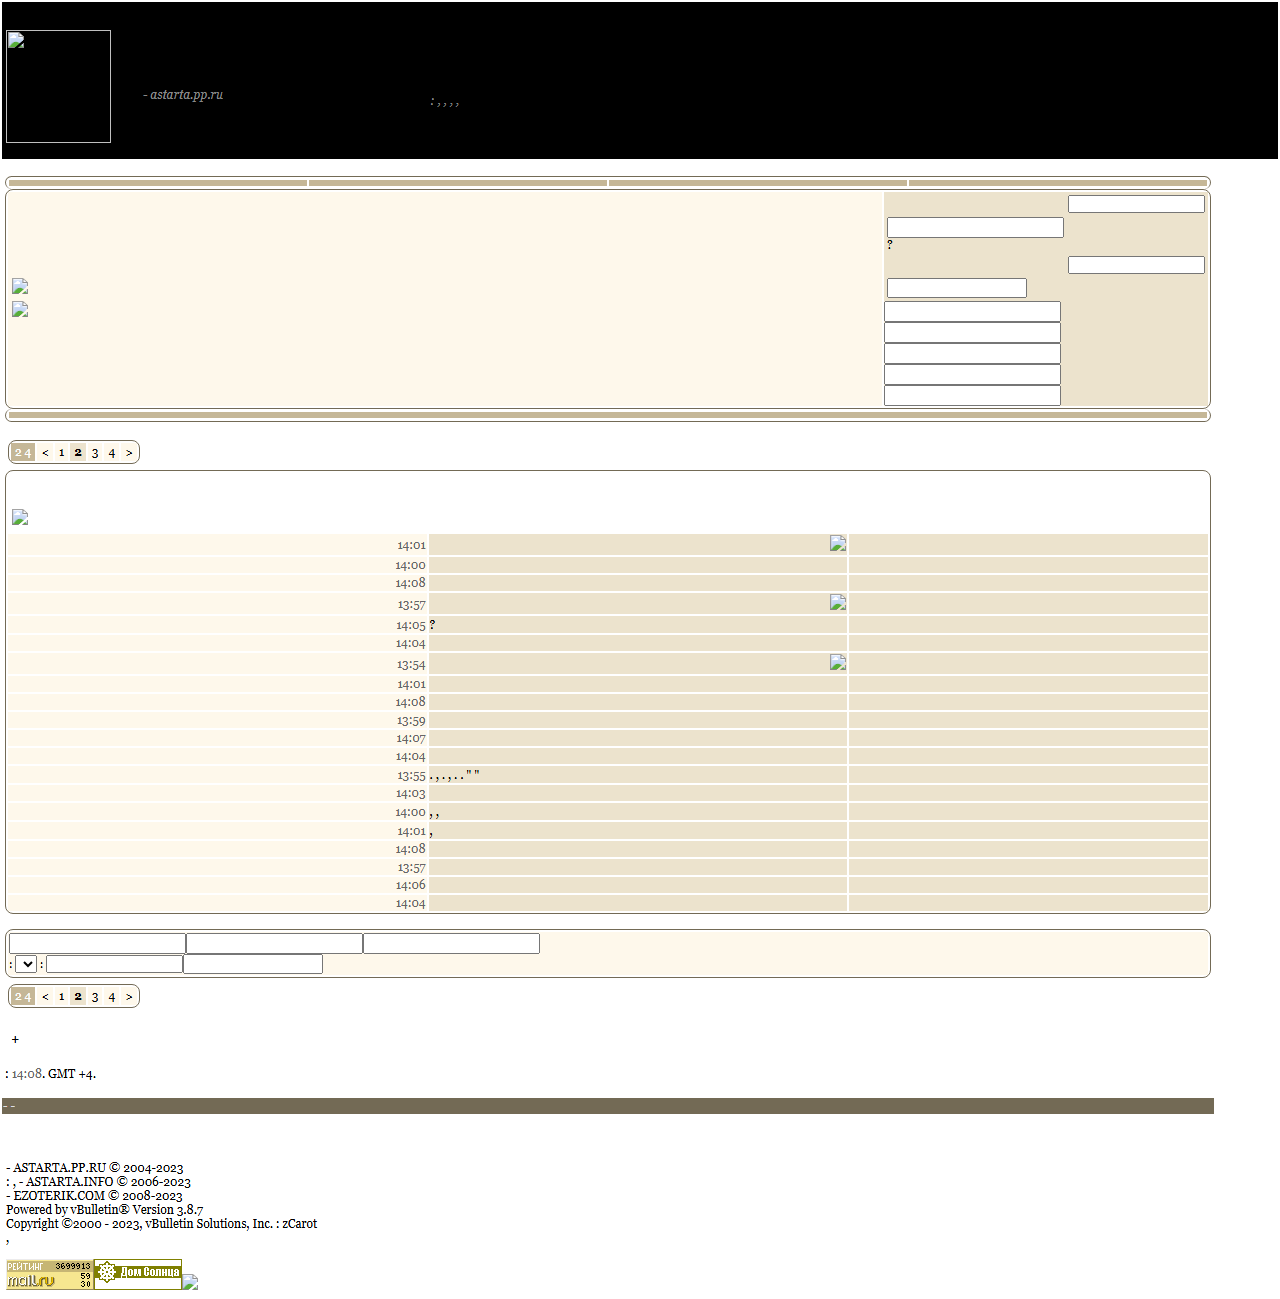 - astarta.pp.ru
: , , , ,
?
2 4 < 1 2 3 4 >
14:01
14:00
14:08
13:57
14:05 ?
14:04
13:54
14:01
14:08
13:59
14:07
14:04
13:55 . , . , . . " "
14:03
14:00 , ,
14:01 ,
14:08
13:57
14:06
14:04
: :
2 4 < 1 2 3 4 >
+
: 14:08. GMT +4.
- -
- ASTARTA.PP.RU © 2004-2023
: , - ASTARTA.INFO © 2006-2023
- EZOTERIK.COM © 2008-2023
Powered by vBulletin® Version 3.8.7
Copyright ©2000 - 2023, vBulletin Solutions, Inc. : zCarot
,
РЕЙТИНГ 3699913
mail.ru 59
30
Дом Солнца